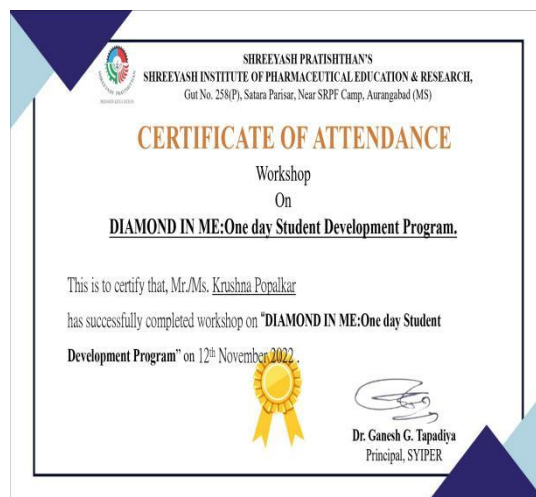 SHREEYASH PRATISHTHAN'S
SHREEYASH INSTITUTE OF PHARMACEUTICAL EDUCATION & RESEARCH,
Gut No. 258(P), Satara Parisar, Near SRPF Camp, Aurangabad (MS)
CERTIFICATE OF ATTENDANCE
Workshop
On
DIAMOND IN ME:One day Student Development Program.
This is to certify that, Mr./Ms. Krushna Popalkar
has successfully completed workshop on "DIAMOND IN ME:One day Student
Development Program" on 12th November 2022 .
Dr. Ganesh G. Tapadiya
Principal, SYIPER